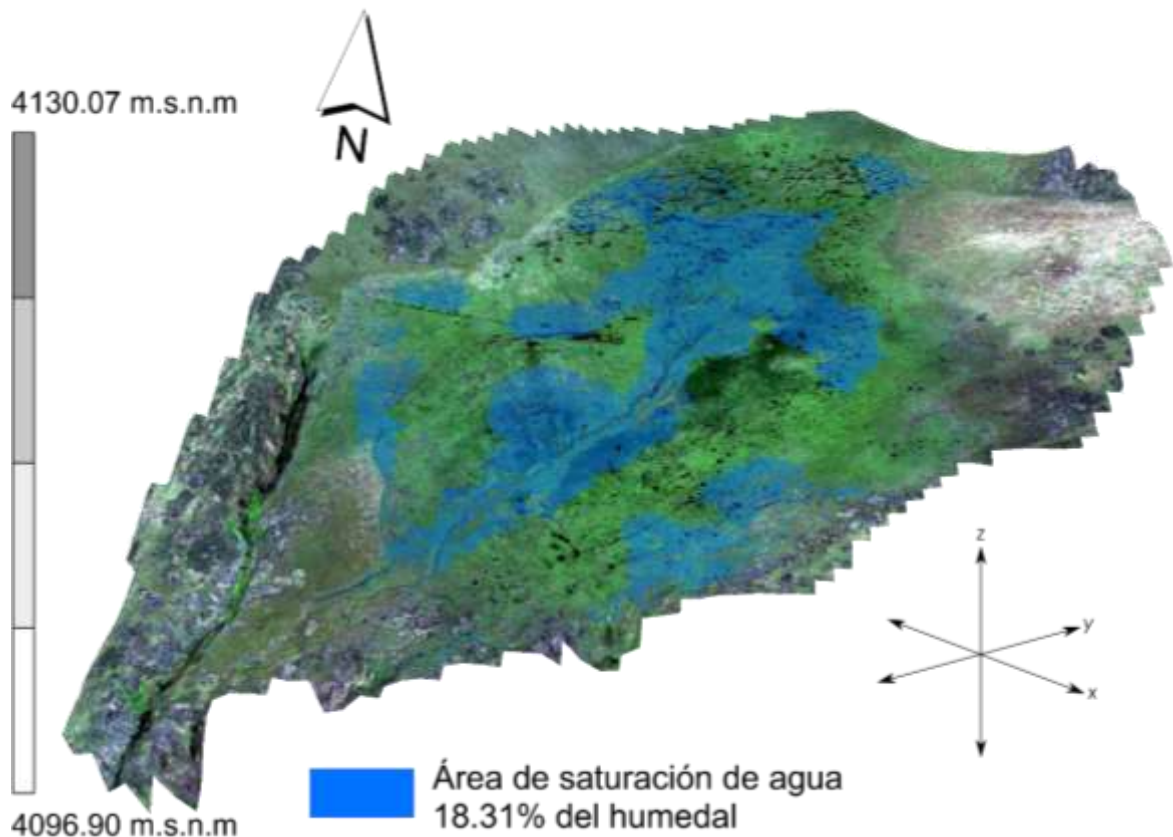 4130.07 m.s.n.m
N
z
y
x
Área de saturación de agua
18.31% del humedal
4096.90 m.s.n.m